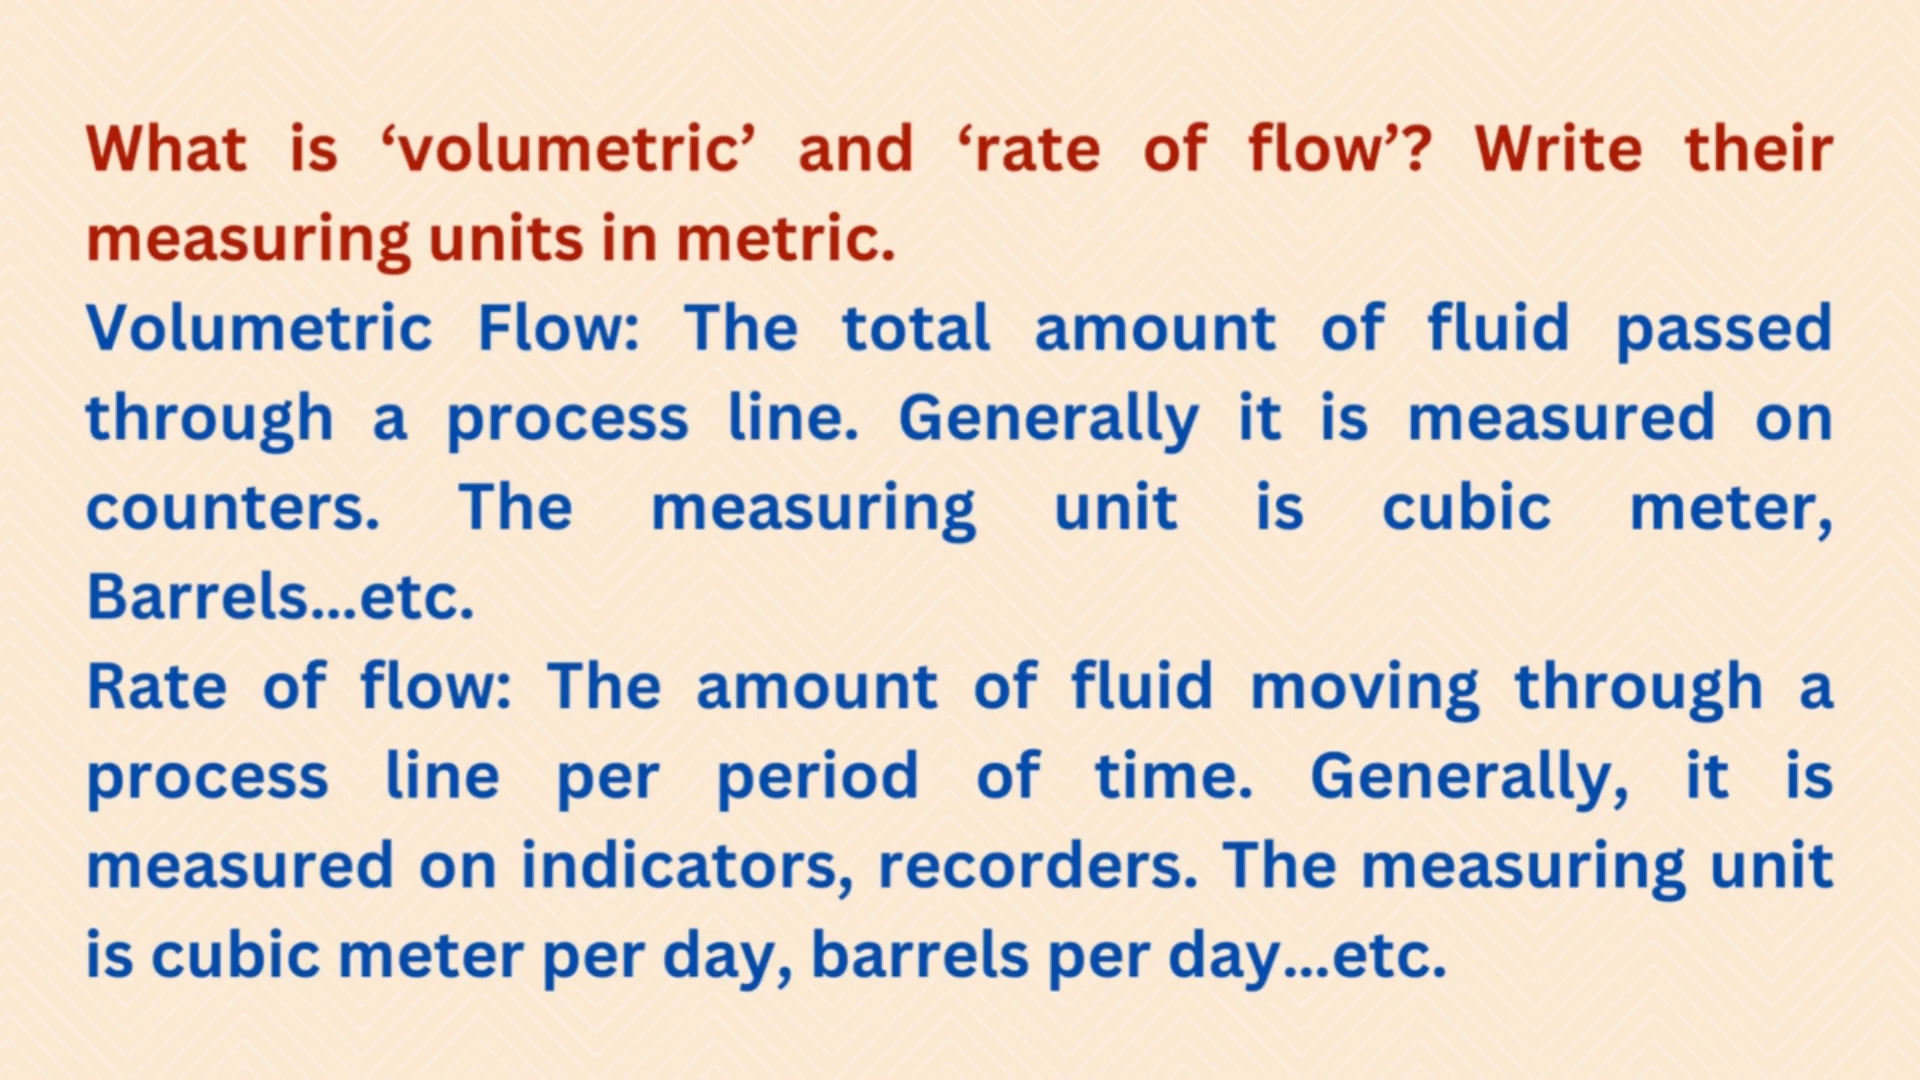 What is ‘volumetric’ and ‘rate of flow’? Write their
measuring units in metric.
Volumetric Flow: The total amount of fluid passed
through a process line. Generally it is measured on
counters. The measuring unit is cubic meter,
Barrels...etc.
Rate of flow: The amount of fluid moving through a
process line per period of time. Generally, it is
measured on indicators, recorders. The measuring unit
is cubic meter per day, barrels per day...etc.